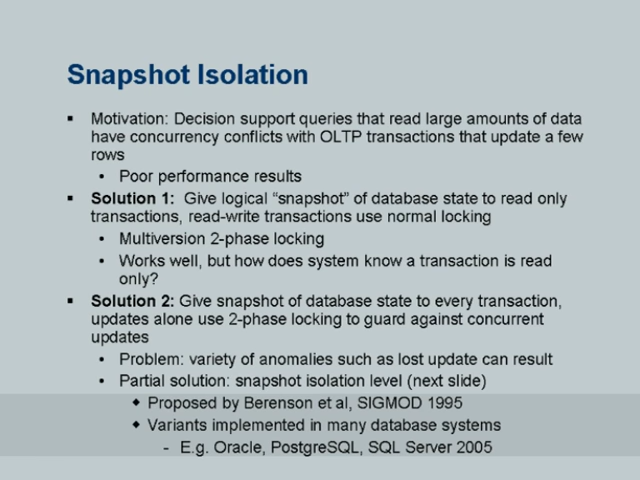 Snapshot Isolation
▪ Motivation: Decision support queries that read large amounts of data
have concurrency conflicts with OLTP transactions that update a few
rows
• Poor performance results
▪ Solution 1: Give logical “snapshot” of database state to read only
transactions, read-write transactions use normal locking
• Multiversion 2-phase locking
• Works well, but how does system know a transaction is read
only?
▪ Solution 2: Give snapshot of database state to every transaction,
updates alone use 2-phase locking to guard against concurrent
updates
• Problem: variety of anomalies such as lost update can result
• Partial solution: snapshot isolation level (next slide)
◆ Proposed by Berenson et al, SIGMOD 1995
◆ Variants implemented in many database systems
- E.g. Oracle, PostgreSQL, SQL Server 2005